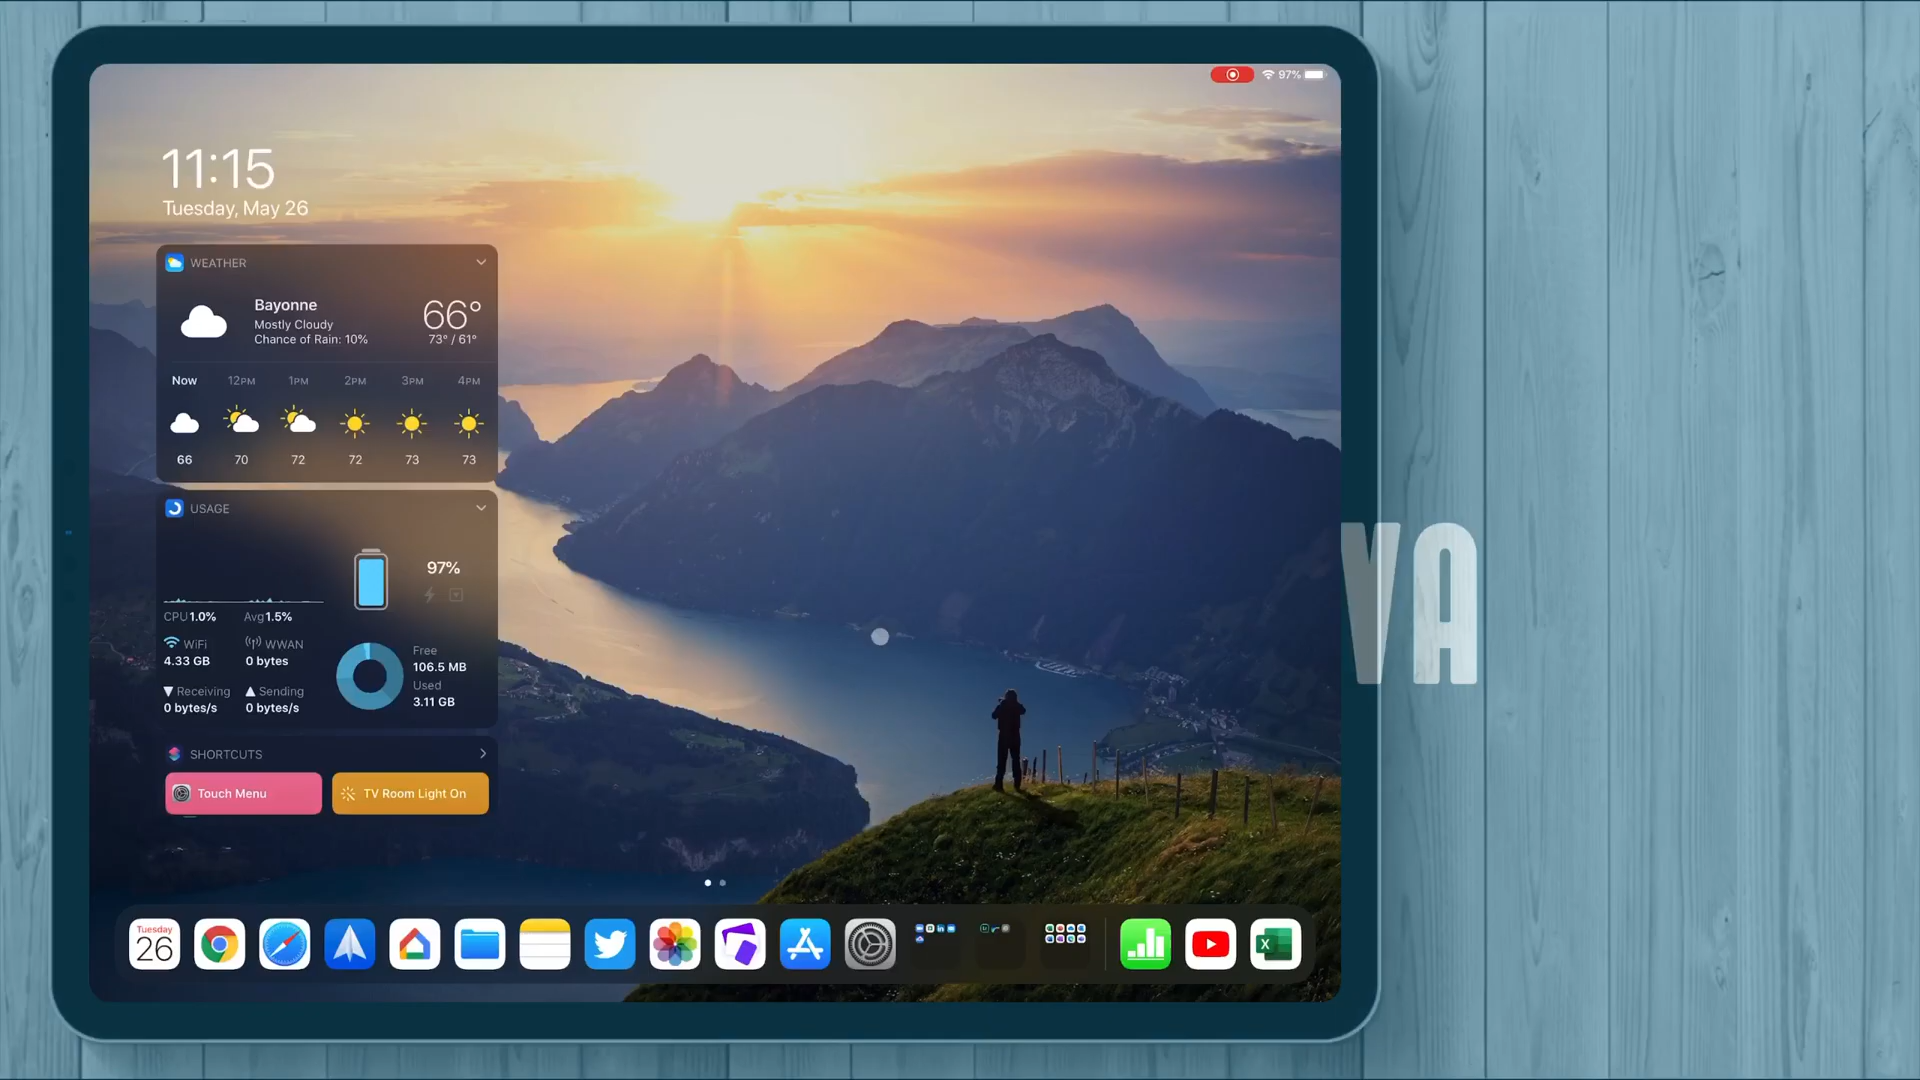 97%
11:15
Tuesday, May 26
WEATHER
Bayonne
Mostly Cloudy
Chance of Rain: 10%
66°
73° / 61°
Now 12PM 1PM 2PM 3PM 4PM
66 70 72 72 73 73
USAGE
97%
CPU 1.0% Avg 1.5%
WiFi WWAN
4.33 GB 0 bytes
Free
106.5 MB
Used
3.11 GB
Receiving Sending
0 bytes/s 0 bytes/s
SHORTCUTS
Touch Menu TV Room Light On
VA
Tuesday
26